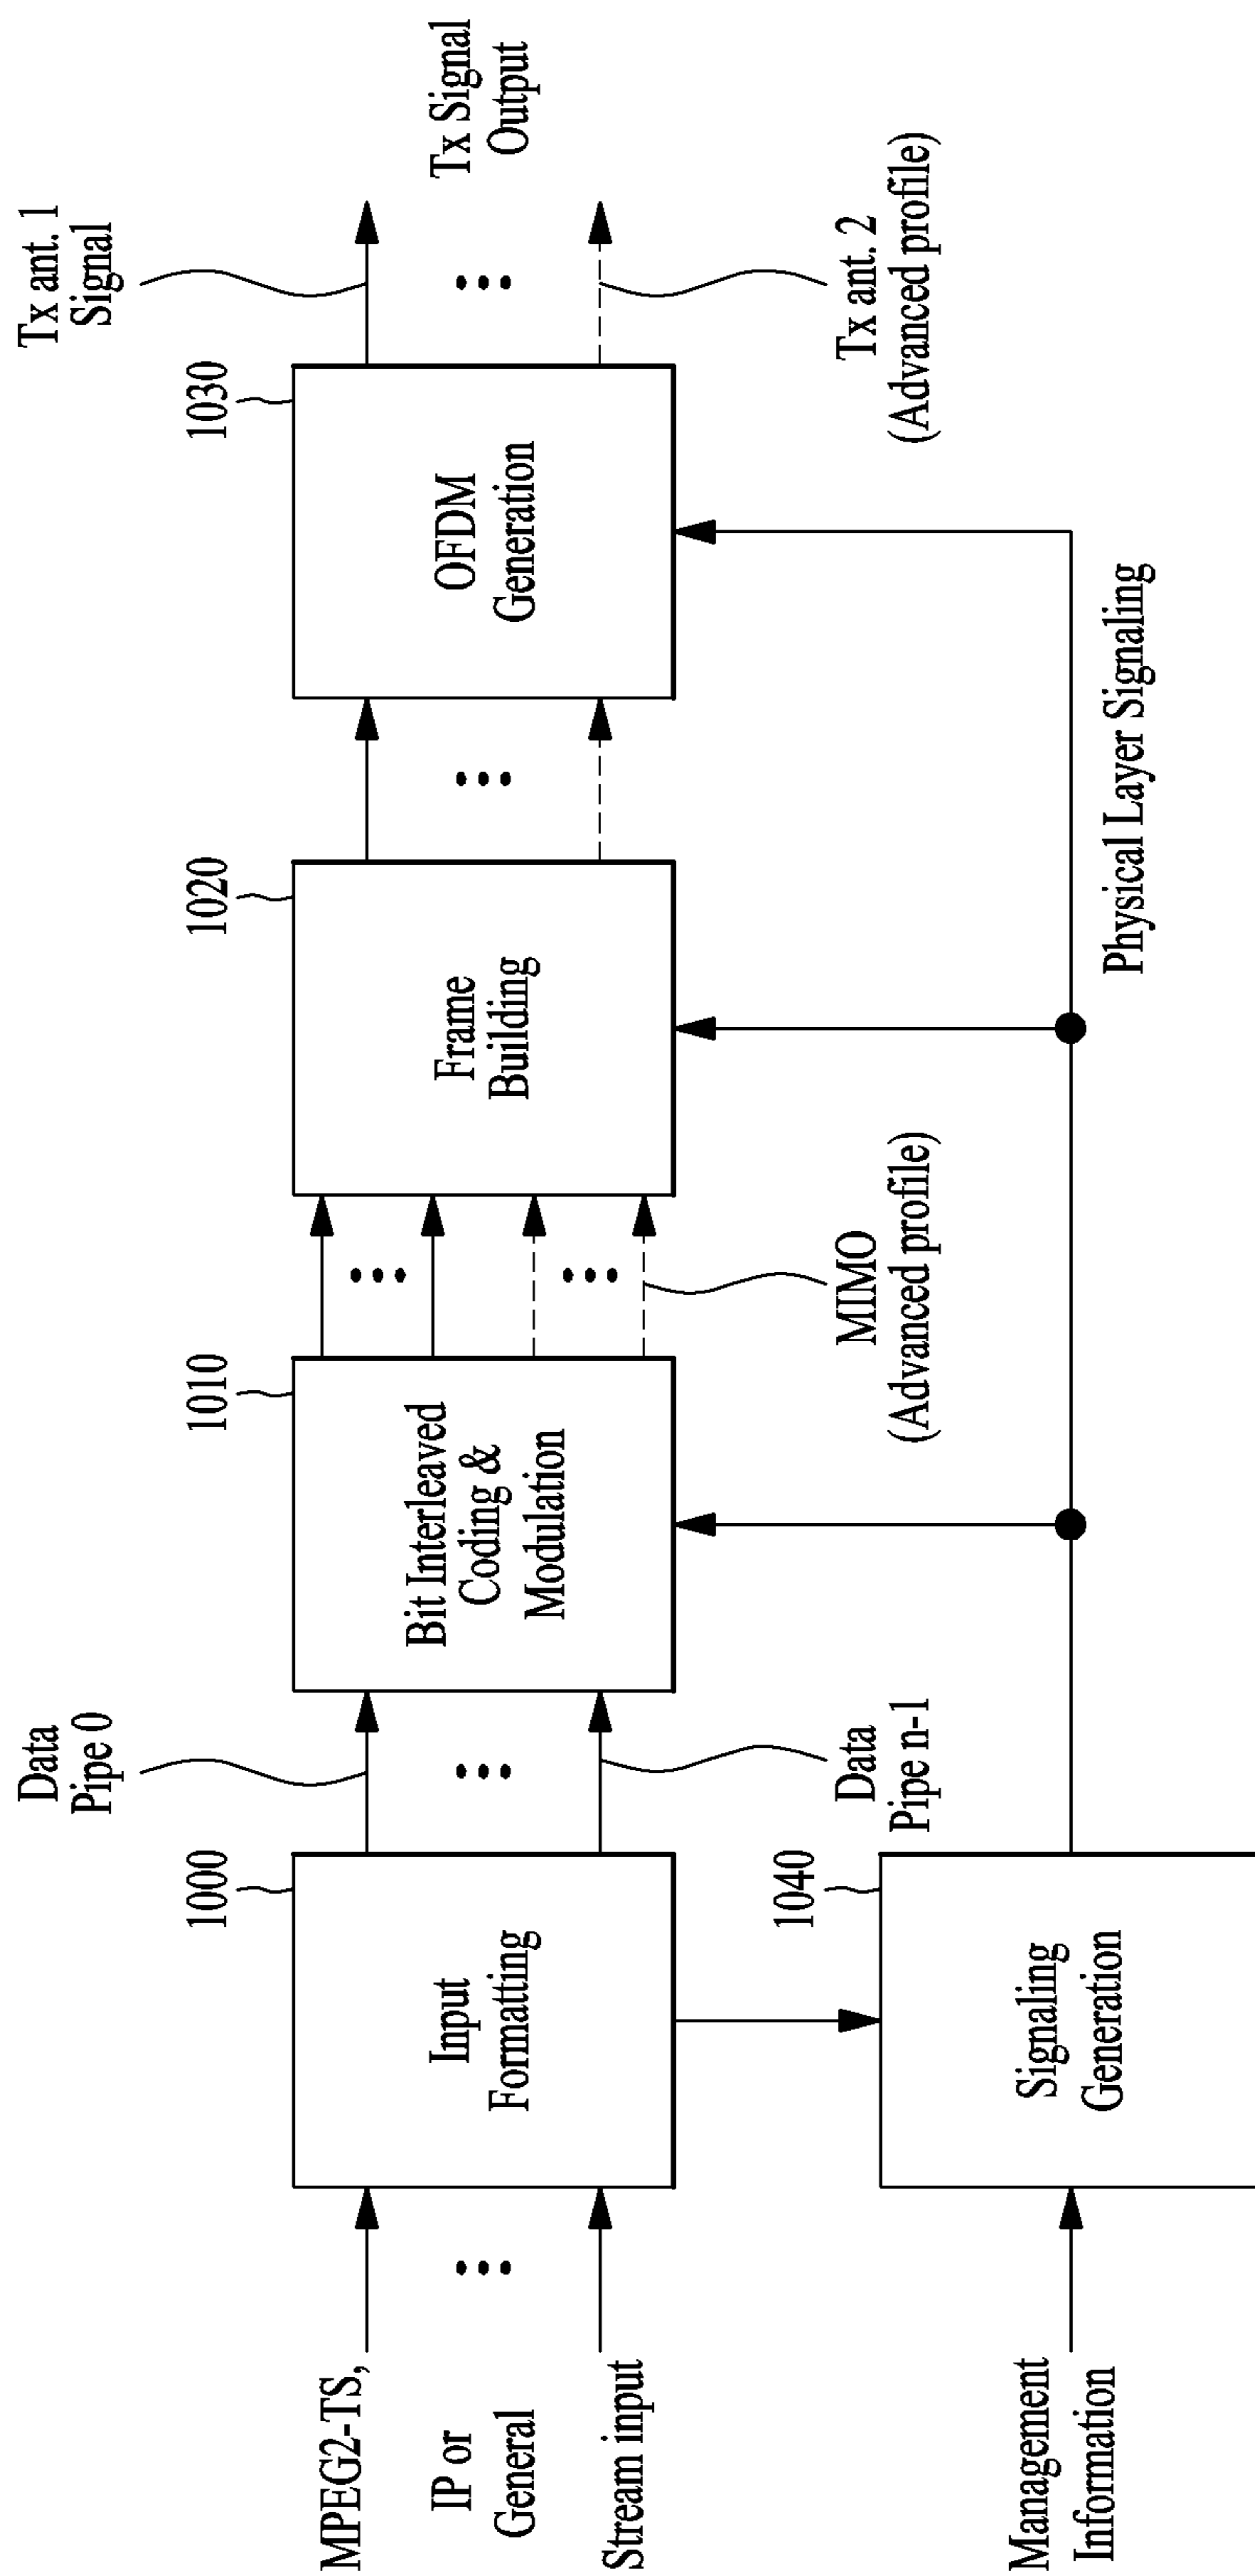 MPEG2-TS,
IP or
General
Stream input
Management
Information
1000
Input
Formatting
1040
Signaling
Generation
Data
Pipe 0
Data
Pipe n-1
1010
Bit Interleaved
Coding &
Modulation
MIMO
(Advanced profile)
1020
Frame
Building
Physical Layer Signaling
1030
OFDM
Generation
Tx ant. 1
Signal
Tx ant. 2
(Advanced profile)
Tx Signal
Output